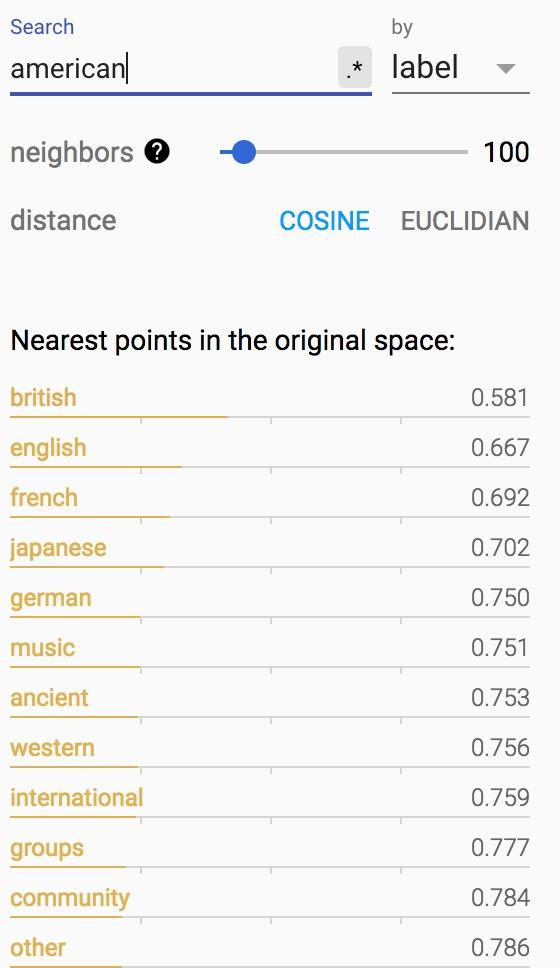 Search by
american .* label
neighbors ? 100
distance COSINE EUCLIDIAN
Nearest points in the original space:
british 0.581
english 0.667
french 0.692
japanese 0.702
german 0.750
music 0.751
ancient 0.753
western 0.756
international 0.759
groups 0.777
community 0.784
other 0.786